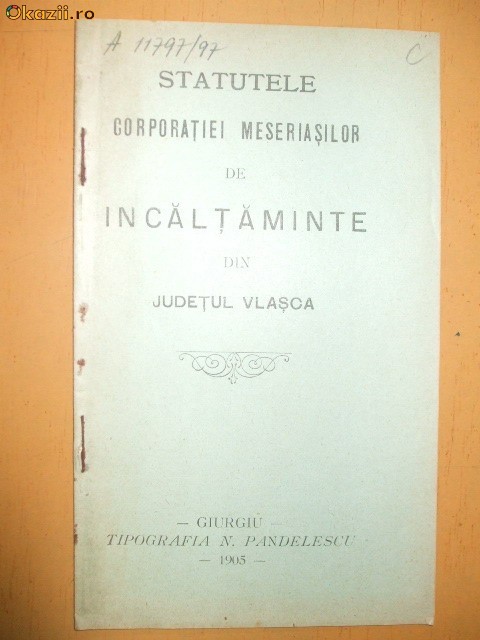 Okazii.ro
A 11797/97
C
STATUTELE
CORPORAȚIEI MESERIAȘILOR
DE
INCĂLȚĂMINTE
DIN
JUDEȚUL VLAȘCA
— GIURGIU —
TIPOGRAFIA N. PANDELESCU
— 1905 —